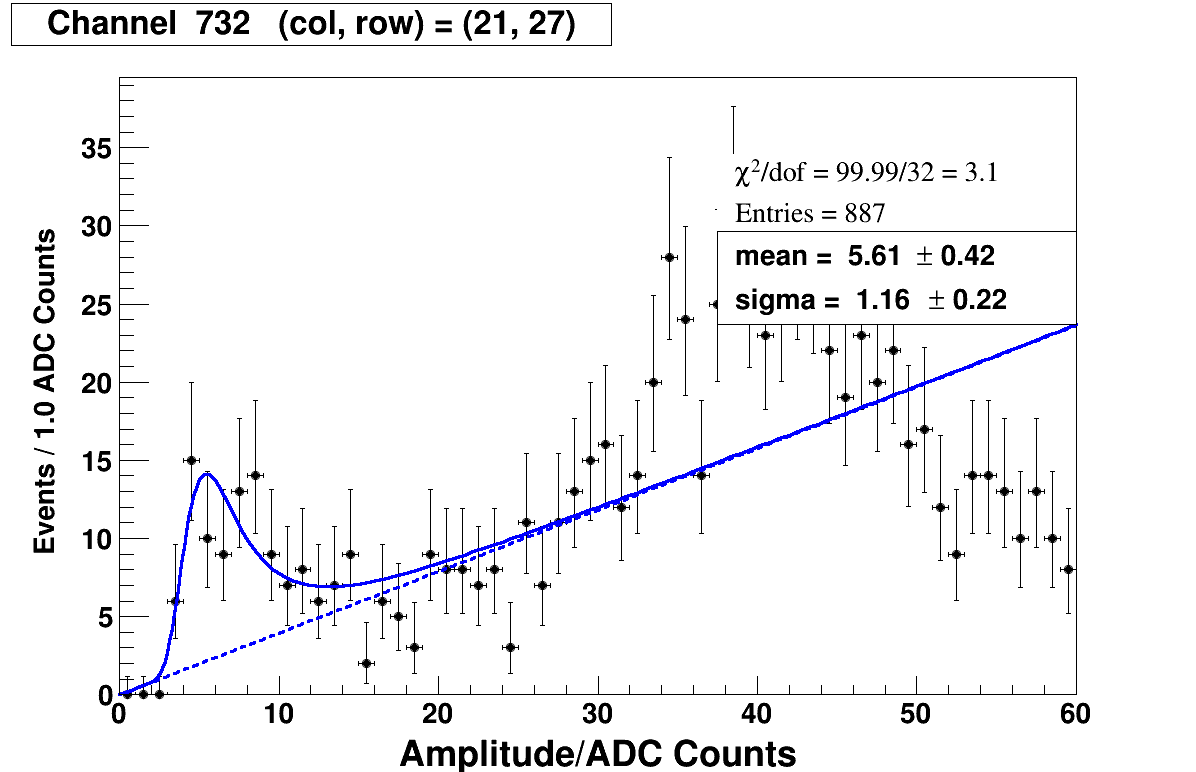 Channel 732 (col, row) = (21, 27)
χ²/dof = 99.99/32 = 3.1
Entries = 887
mean = 5.61 ± 0.42
sigma = 1.16 ± 0.22
Events / 1.0 ADC Counts
35
30
25
20
15
10
5
0
0 10 20 30 40 50 60
Amplitude/ADC Counts